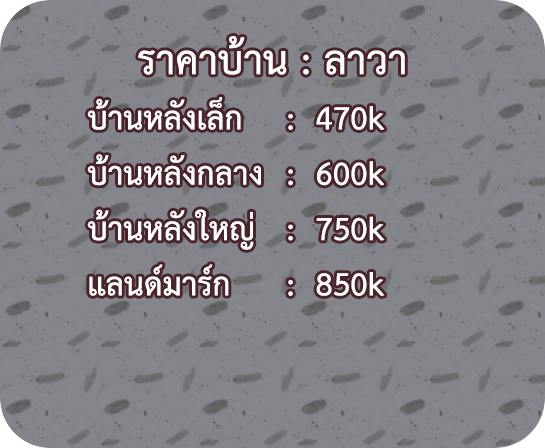 ราคาบ้าน : ลาวา
บ้านหลังเล็ก : 470k
บ้านหลังกลาง : 600k
บ้านหลังใหญ่ : 750k
แลนด์มาร์ก : 850k